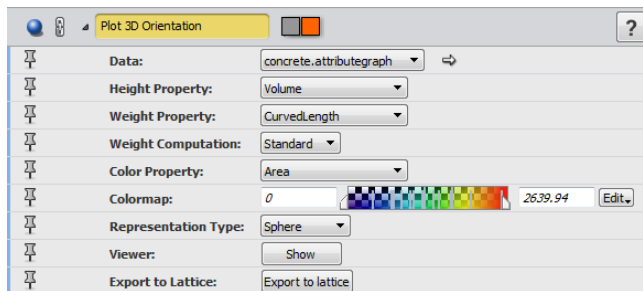 Plot 3D Orientation ?
Data: concrete.attributegraph
Height Property: Volume
Weight Property: CurvedLength
Weight Computation: Standard
Color Property: Area
Colormap: 0 2639.94 Edit
Representation Type: Sphere
Viewer: Show
Export to Lattice: Export to lattice